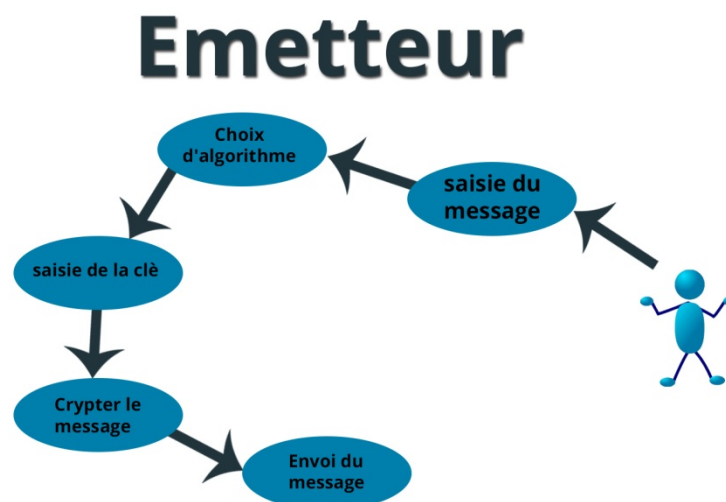 Emetteur
saisie du
message
Choix
d'algorithme
saisie de la clè
Crypter le
message
Envoi du
message